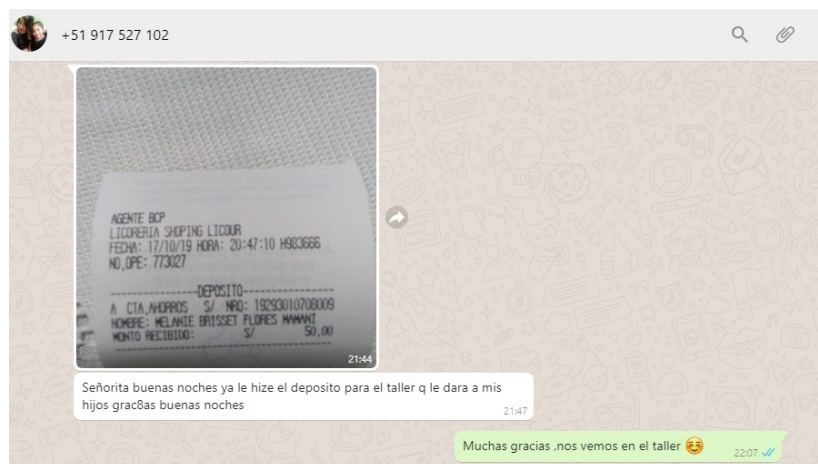 +51 917 527 102
AGENTE BCP
LICORERIA SHOPING LICOUR
FECHA: 17/10/19 HORA: 20:47:10 H983666
NO.OPE: 773027
----------DEPOSITO----------
A CTA.AHORROS S/ NRO: 19293010708009
NOMBRE: MELANIE BRISSET FLORES MAMANI
MONTO RECIBIDO: S/ 50.00
21:44
Señorita buenas noches ya le hize el deposito para el taller q le dara a mis
hijos grac8as buenas noches
21:47
Muchas gracias ,nos vemos en el taller ☺️
22:07